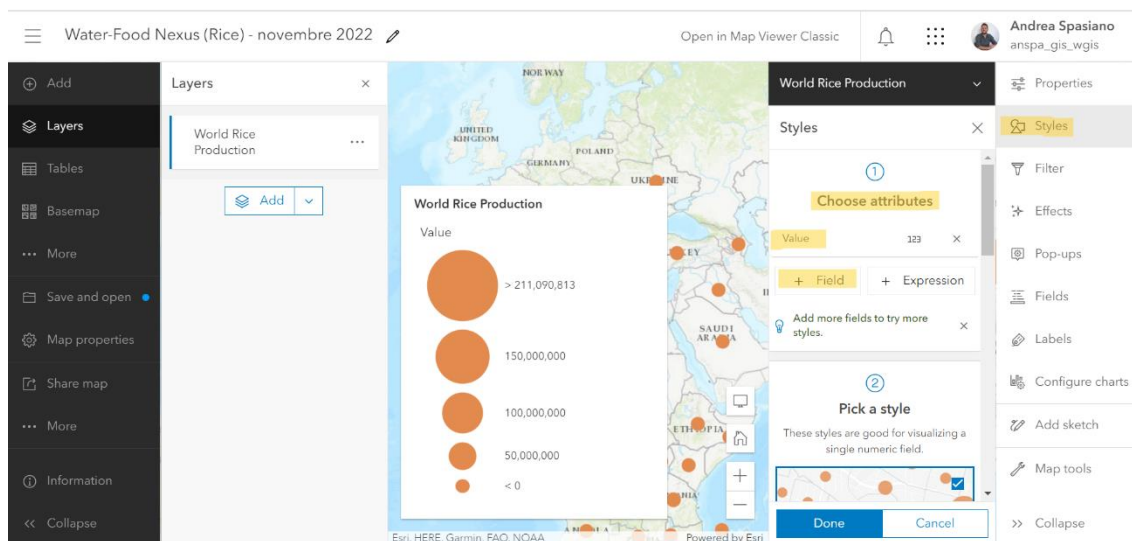 Water-Food Nexus (Rice) - novembre 2022
Open in Map Viewer Classic
Andrea Spasiano
anspa_gis_wgis
Add
Layers
Tables
Basemap
More
Save and open
Map properties
Share map
More
Information
Collapse
Layers
World Rice
Production
Add
NORWAY
UNITED
KINGDOM
POLAND
GERMANY
SAUDI
World Rice Production
Value
> 211,090,813
150,000,000
100,000,000
50,000,000
< 0
Esri, HERE, Garmin, FAO, NOAA
Powered by Esri
World Rice Production
Styles
1
Choose attributes
Value
123
+ Field
+ Expression
Add more fields to try more
styles.
2
Pick a style
These styles are good for visualizing a
single numeric field.
Done
Cancel
Properties
Styles
Filter
Effects
Pop-ups
Fields
Labels
Configure charts
Add sketch
Map tools
Collapse